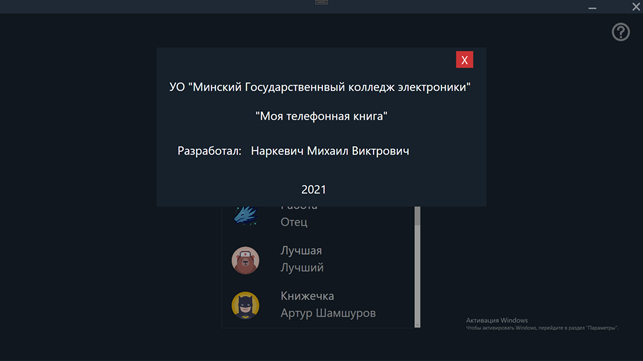 ?
X
УО "Минский Государственнвый колледж электроники"
"Моя телефонная книга"
Разработал: Наркевич Михаил Виктрович
2021
Работа
Отец
Лучшая
Лучший
Книжечка
Артур Шамшуров
Активация Windows
Чтобы активировать Windows, перейдите в раздел "Параметры".